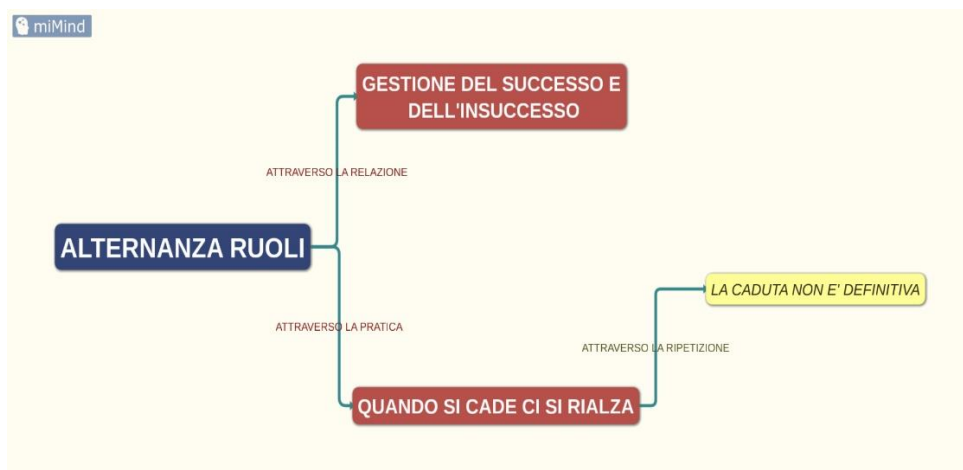 miMind
GESTIONE DEL SUCCESSO E
DELL'INSUCCESSO
ATTRAVERSO LA RELAZIONE
ALTERNANZA RUOLI
LA CADUTA NON E' DEFINITIVA
ATTRAVERSO LA PRATICA
ATTRAVERSO LA RIPETIZIONE
QUANDO SI CADE CI SI RIALZA